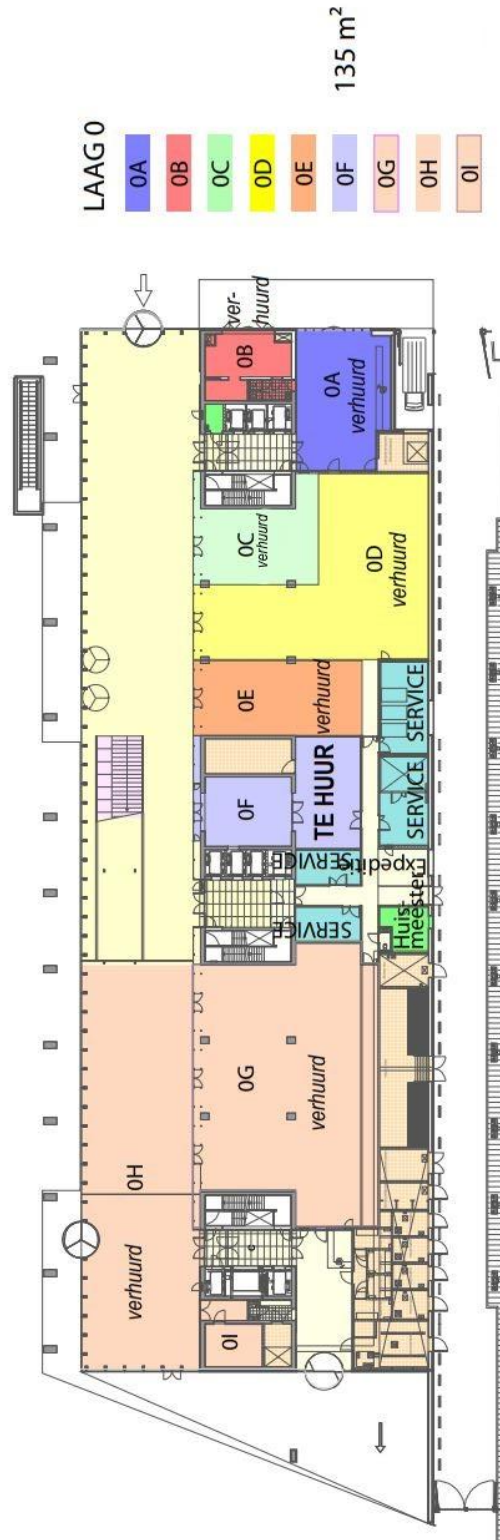 LAAG 0
0A
0B
0C
0D
0E
0F 135 m²
0G
0H
0I
0H
verhuurd
0I
0G
verhuurd
SERVICE
SERVICE
Expeditie
Huis-
meester
0F
TE HUUR
SERVICE
SERVICE
0E
verhuurd
0C
verhuurd
0D
verhuurd
0B
ver-
huurd
0A
verhuurd